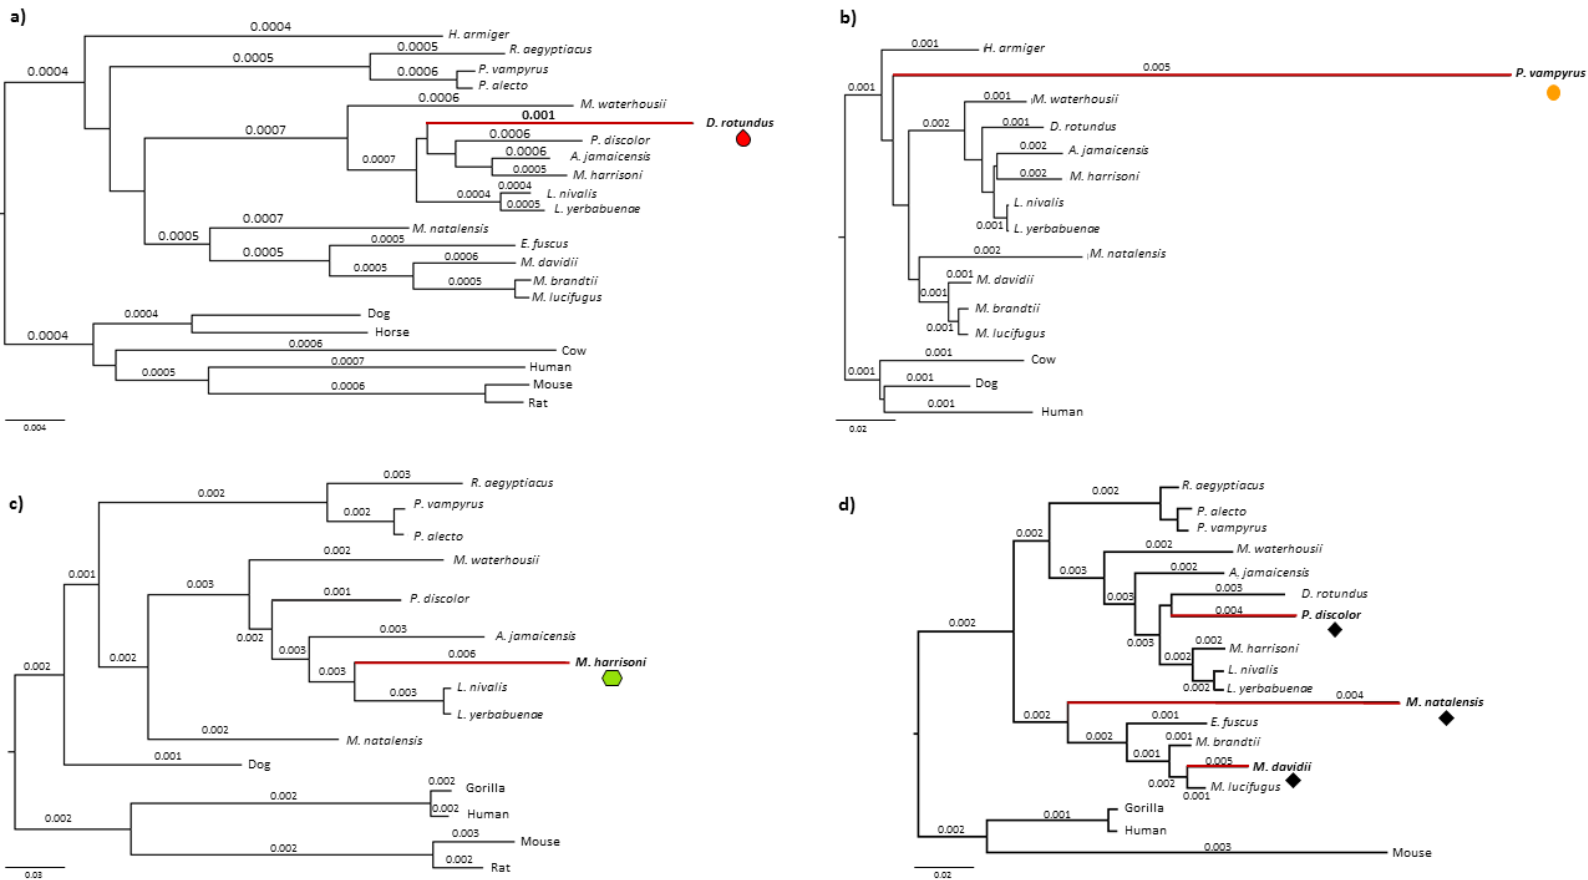 a)
0.0004
H. armiger
0.0005
R. aegyptiacus
0.0004
0.0005
0.0006
P. vampyrus
P. alecto
0.0006
M. waterhousii
0.001
D. rotundus
0.0007
0.0006
P. discolor
0.0007
0.0006
A. jamaicensis
0.0005
M. harrisoni
0.0004
0.0004
L. nivalis
0.0005
L. yerbabuenae
0.0007
M. natalensis
0.0005
0.0005
E. fuscus
0.0005
0.0006
M. davidii
0.0005
0.0005
M. brandtii
M. lucifugus
0.0004
Dog
0.0004
Horse
0.0006
Cow
0.0007
Human
0.0005
0.0006
Mouse
Rat
0.004
b)
0.001
H. armiger
0.005
P. vampyrus
0.001
0.001
M. waterhousii
0.002
0.001
D. rotundus
0.002
A. jamaicensis
0.002
M. harrisoni
L. nivalis
0.001
L. yerbabuenae
0.002
M. natalensis
0.001
M. davidii
0.001
M. brandtii
0.001
M. lucifugus
0.001
Cow
0.001
0.001
Dog
0.001
Human
0.02
c)
0.003
R. aegyptiacus
0.002
P. vampyrus
0.002
P. alecto
0.002
M. waterhousii
0.001
0.003
0.001
P. discolor
0.002
0.003
A. jamaicensis
0.003
0.006
M. harrisoni
0.002
0.002
0.003
0.003
L. nivalis
L. yerbabuenae
0.002
M. natalensis
0.001
Dog
0.002
Gorilla
0.002
0.002
Human
0.002
0.003
Mouse
0.002
0.002
Rat
0.03
d)
0.002
R. aegyptiacus
P. alecto
P. vampyrus
0.002
0.002
M. waterhousii
0.003
0.002
A. jamaicensis
0.003
0.003
D. rotundus
0.004
P. discolor
0.003
0.002
M. harrisoni
0.002
L. nivalis
0.002
L. yerbabuenae
0.002
0.004
M. natalensis
0.002
0.001
E. fuscus
0.002
0.001
M. brandtii
0.001
0.005
M. davidii
0.002
M. lucifugus
0.001
Gorilla
0.001
Human
0.002
0.003
Mouse
0.02